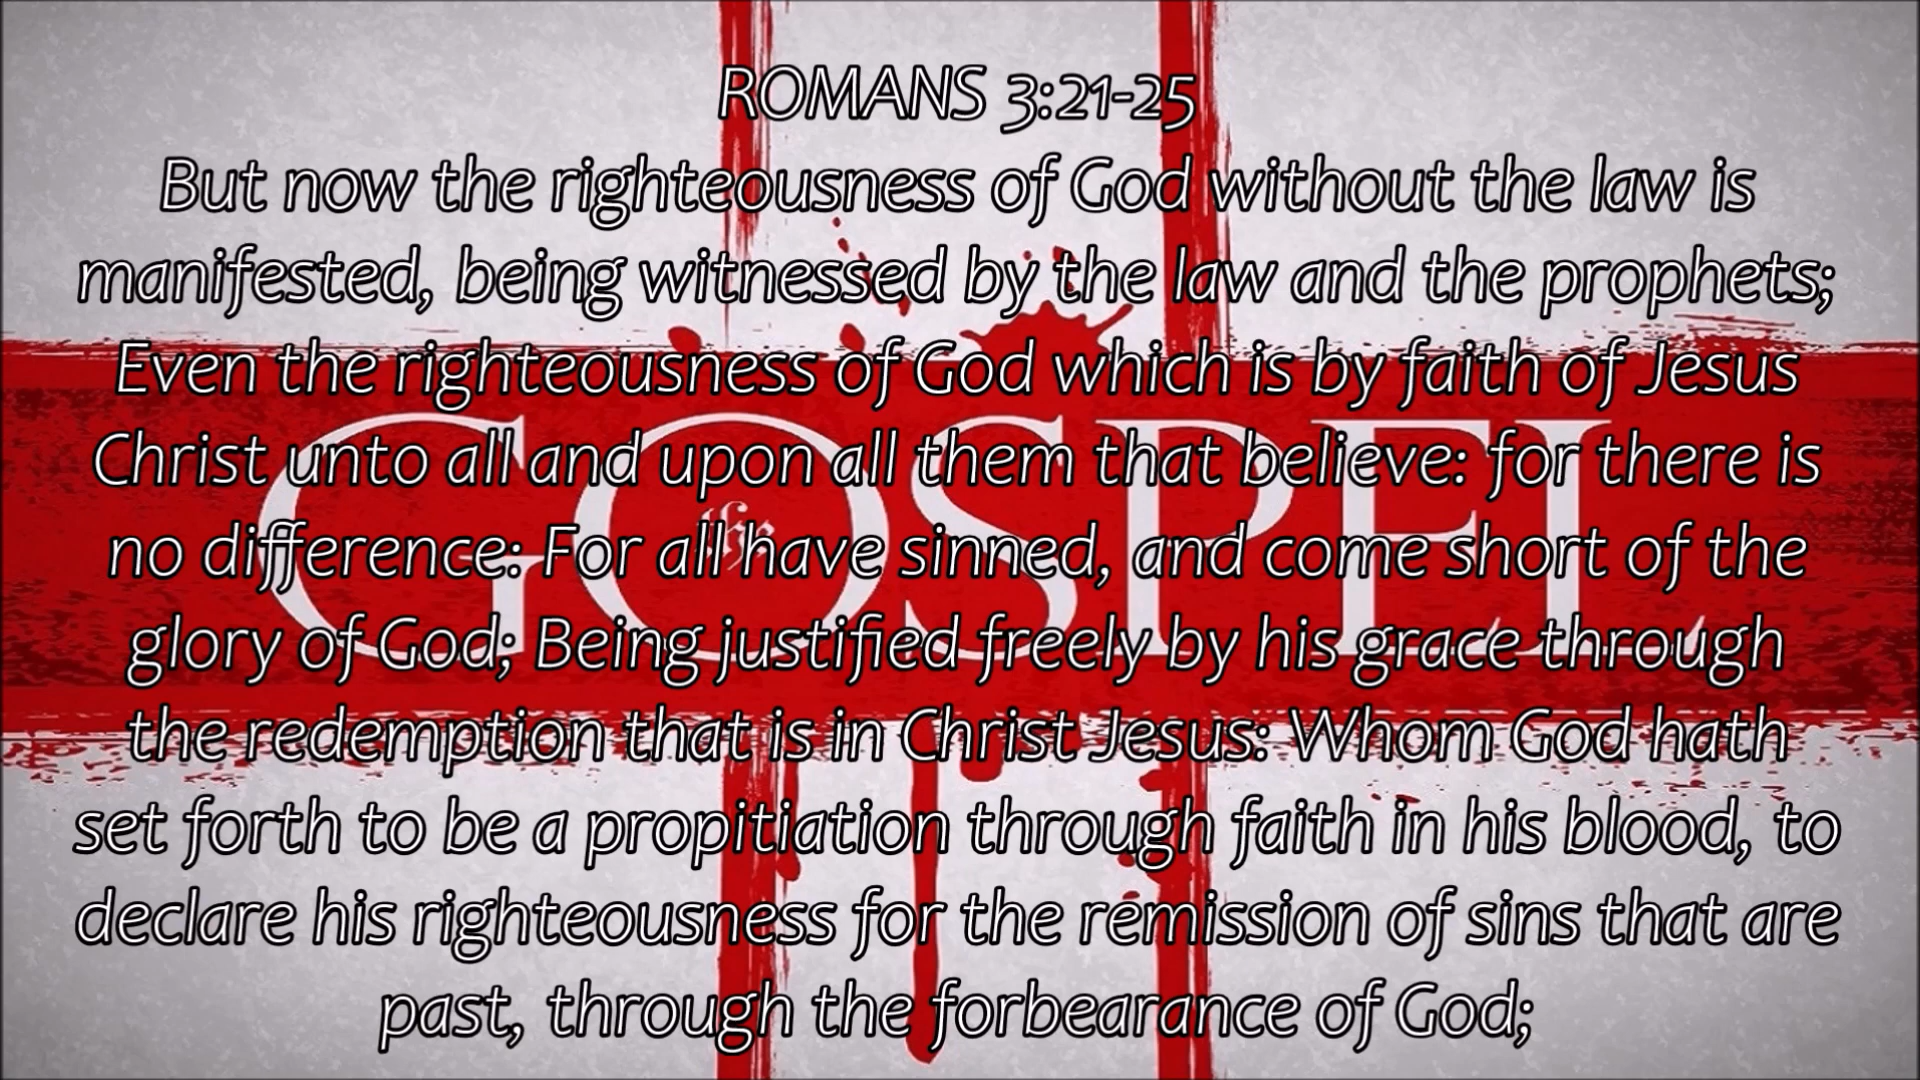 ROMANS 3:21-25
But now the righteousness of God without the law is
manifested, being witnessed by the law and the prophets;
Even the righteousness of God which is by faith of Jesus
Christ unto all and upon all them that believe: for there is
no difference: For all have sinned, and come short of the
glory of God; Being justified freely by his grace through
the redemption that is in Christ Jesus: Whom God hath
set forth to be a propitiation through faith in his blood, to
declare his righteousness for the remission of sins that are
past, through the forbearance of God;
the
GOSPEL